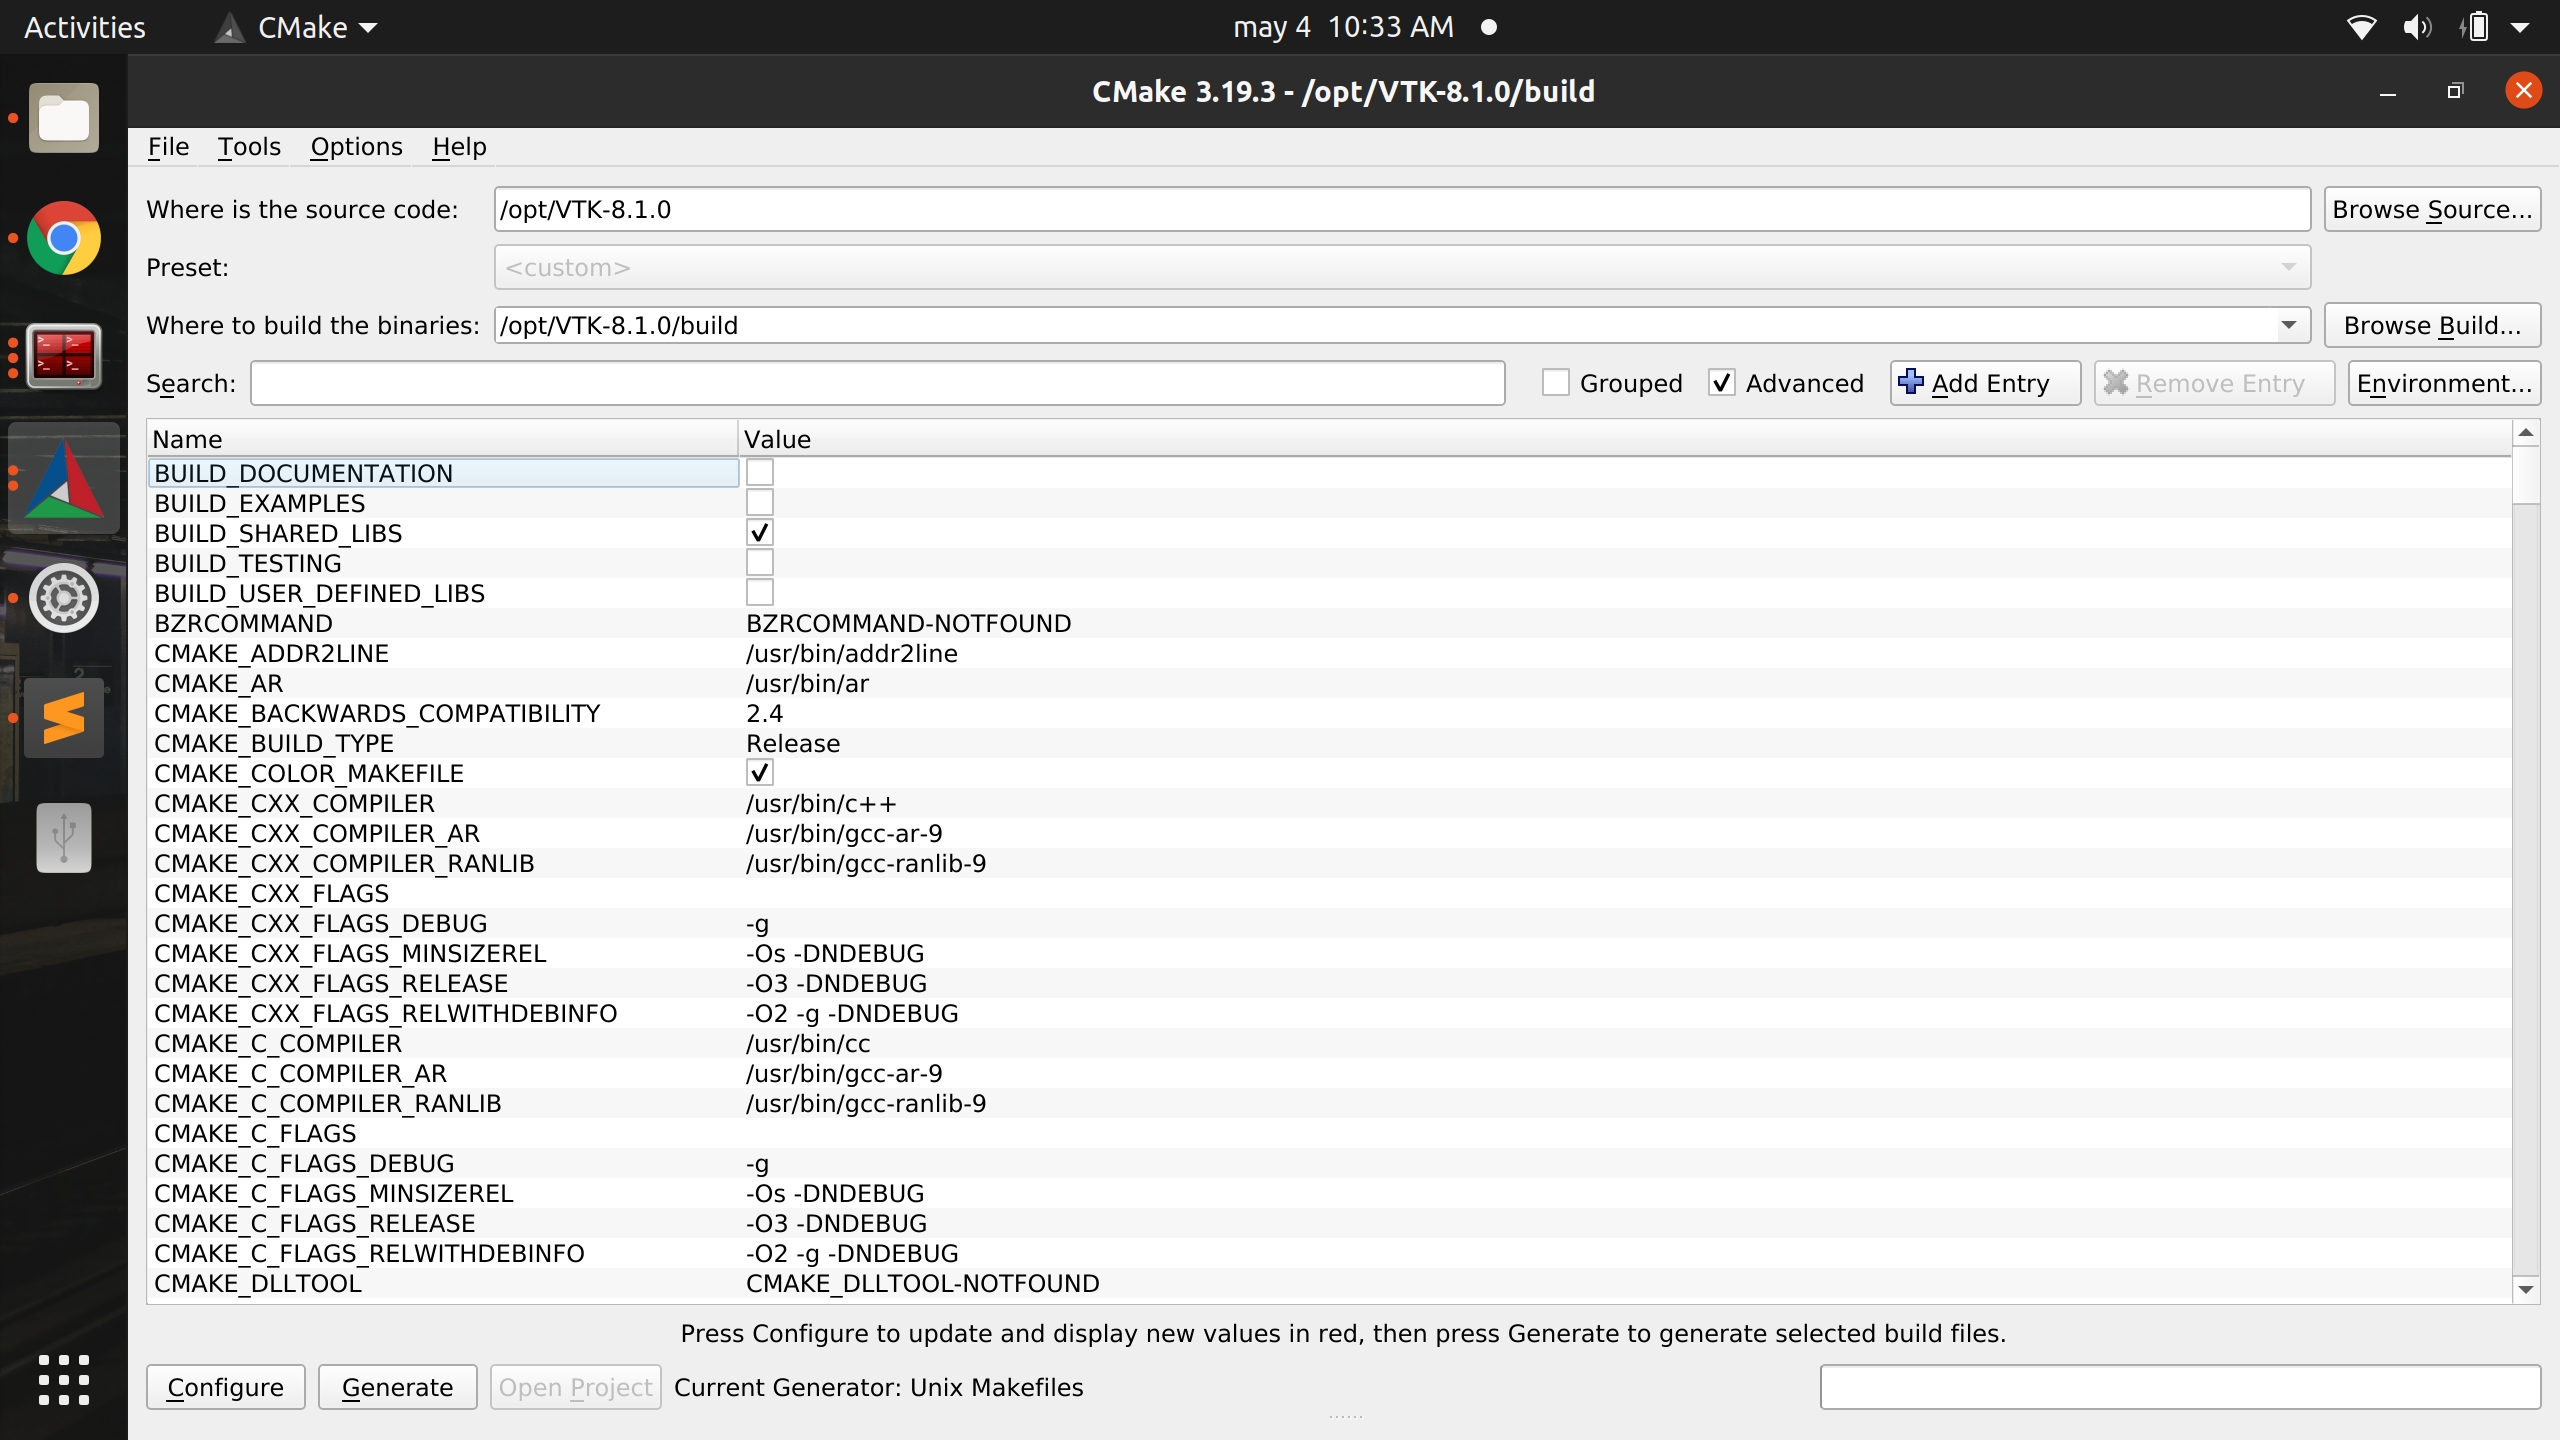 Activities CMake may 4 10:33 AM
CMake 3.19.3 - /opt/VTK-8.1.0/build
File Tools Options Help
Where is the source code: /opt/VTK-8.1.0 Browse Source...
Preset: <custom>
Where to build the binaries: /opt/VTK-8.1.0/build Browse Build...
Search: Grouped Advanced Add Entry Remove Entry Environment...
Name Value
BUILD_DOCUMENTATION
BUILD_EXAMPLES
BUILD_SHARED_LIBS
BUILD_TESTING
BUILD_USER_DEFINED_LIBS
BZRCOMMAND BZRCOMMAND-NOTFOUND
CMAKE_ADDR2LINE /usr/bin/addr2line
CMAKE_AR /usr/bin/ar
CMAKE_BACKWARDS_COMPATIBILITY 2.4
CMAKE_BUILD_TYPE Release
CMAKE_COLOR_MAKEFILE
CMAKE_CXX_COMPILER /usr/bin/c++
CMAKE_CXX_COMPILER_AR /usr/bin/gcc-ar-9
CMAKE_CXX_COMPILER_RANLIB /usr/bin/gcc-ranlib-9
CMAKE_CXX_FLAGS
CMAKE_CXX_FLAGS_DEBUG -g
CMAKE_CXX_FLAGS_MINSIZEREL -Os -DNDEBUG
CMAKE_CXX_FLAGS_RELEASE -O3 -DNDEBUG
CMAKE_CXX_FLAGS_RELWITHDEBINFO -O2 -g -DNDEBUG
CMAKE_C_COMPILER /usr/bin/cc
CMAKE_C_COMPILER_AR /usr/bin/gcc-ar-9
CMAKE_C_COMPILER_RANLIB /usr/bin/gcc-ranlib-9
CMAKE_C_FLAGS
CMAKE_C_FLAGS_DEBUG -g
CMAKE_C_FLAGS_MINSIZEREL -Os -DNDEBUG
CMAKE_C_FLAGS_RELEASE -O3 -DNDEBUG
CMAKE_C_FLAGS_RELWITHDEBINFO -O2 -g -DNDEBUG
CMAKE_DLLTOOL CMAKE_DLLTOOL-NOTFOUND
Press Configure to update and display new values in red, then press Generate to generate selected build files.
Configure Generate Open Project Current Generator: Unix Makefiles